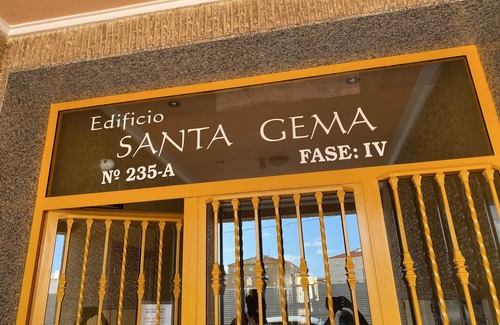 Edificio
SANTA GEMA
Nº 235-A
FASE: IV